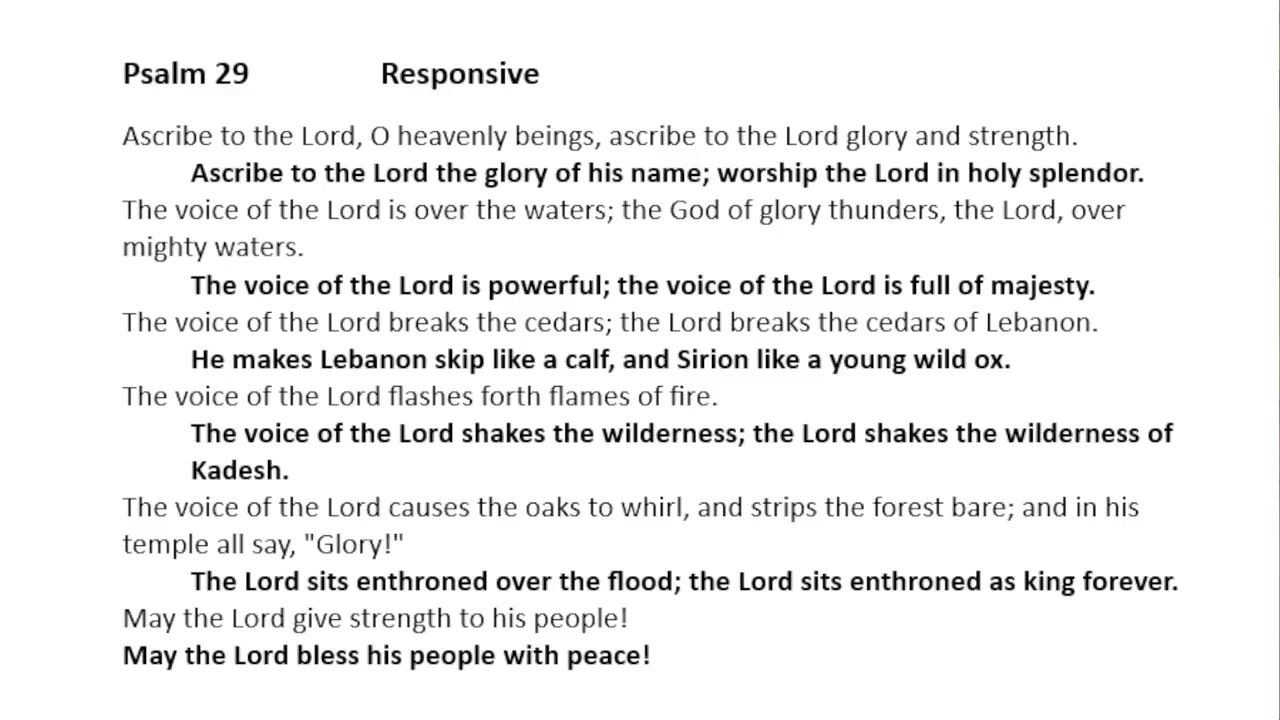 Psalm 29 Responsive
Ascribe to the Lord, O heavenly beings, ascribe to the Lord glory and strength.
Ascribe to the Lord the glory of his name; worship the Lord in holy splendor.
The voice of the Lord is over the waters; the God of glory thunders, the Lord, over
mighty waters.
The voice of the Lord is powerful; the voice of the Lord is full of majesty.
The voice of the Lord breaks the cedars; the Lord breaks the cedars of Lebanon.
He makes Lebanon skip like a calf, and Sirion like a young wild ox.
The voice of the Lord flashes forth flames of fire.
The voice of the Lord shakes the wilderness; the Lord shakes the wilderness of
Kadesh.
The voice of the Lord causes the oaks to whirl, and strips the forest bare; and in his
temple all say, "Glory!"
The Lord sits enthroned over the flood; the Lord sits enthroned as king forever.
May the Lord give strength to his people!
May the Lord bless his people with peace!